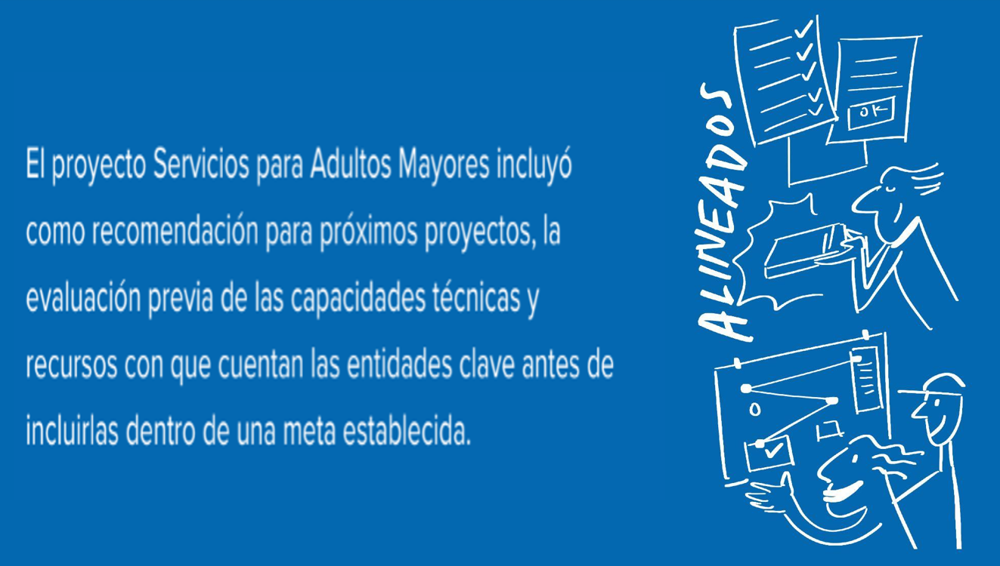 El proyecto Servicios para Adultos Mayores incluyó
como recomendación para próximos proyectos, la
evaluación previa de las capacidades técnicas y
recursos con que cuentan las entidades clave antes de
incluirlas dentro de una meta establecida.
ALINEADOS
OK